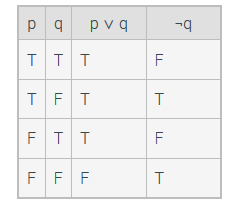 p q p ∨ q ¬q
T T T F
T F T T
F T T F
F F F T